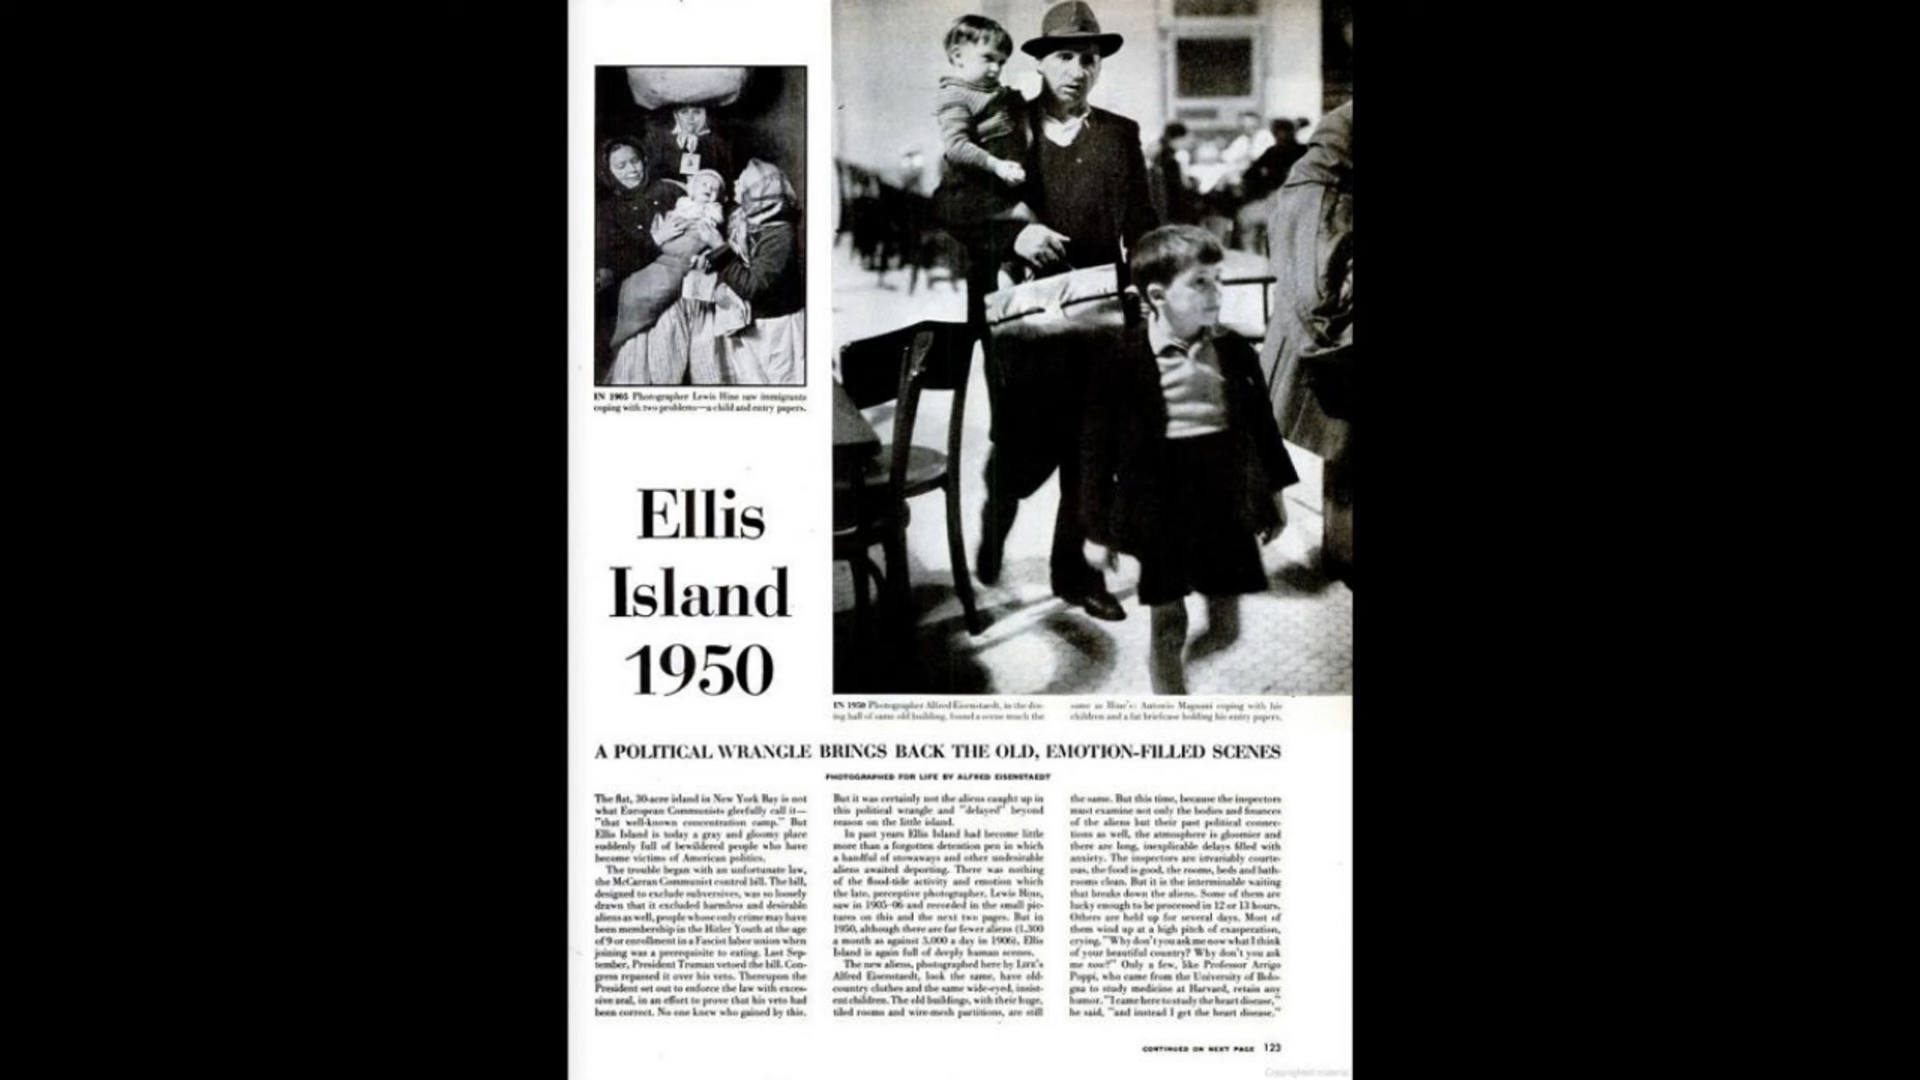 IN 1905 Photographer Lewis Hine saw immigrants
coping with two problems—a child and entry papers.
Ellis
Island
1950
IN 1950 Photographer Alfred Eisenstaedt, in the din-
ing hall of same old building, found a scene much the
same as Hine's: Antonio Magnani coping with his
children and a fat briefcase holding his entry papers.
A POLITICAL WRANGLE BRINGS BACK THE OLD, EMOTION-FILLED SCENES
PHOTOGRAPHED FOR LIFE BY ALFRED EISENSTAEDT
The flat, 30-acre island in New York Bay is not
what European Communists gleefully call it—
"that well-known concentration camp." But
Ellis Island is today a gray and gloomy place
suddenly full of bewildered people who have
become victims of American politics.
The trouble began with an unfortunate law,
the McCarran Communist control bill. The bill,
designed to exclude subversives, was so loosely
drawn that it excluded harmless and desirable
aliens as well, people whose only crime may have
been membership in the Hitler Youth at the age
of 9 or enrollment in a Fascist labor union when
joining was a prerequisite to eating. Last Sep-
tember, President Truman vetoed the bill. Con-
gress repassed it over his veto. Thereupon the
President set out to enforce the law with exces-
sive zeal, in an effort to prove that his veto had
been correct. No one knew who gained by this.
But it was certainly not the aliens caught up in
this political wrangle and "delayed" beyond
reason on the little island.
In past years Ellis Island had become little
more than a forgotten detention pen in which
a handful of stowaways and other undesirable
aliens awaited deporting. There was nothing
of the flood-tide activity and emotion which
the late, perceptive photographer, Lewis Hine,
saw in 1905-06 and recorded in the small pic-
tures on this and the next two pages. But in
1950, although there are far fewer aliens (1,300
a month as against 3,000 a day in 1906), Ellis
Island is again full of deeply human scenes.
The new aliens, photographed here by LIFE's
Alfred Eisenstaedt, look the same, have old-
country clothes and the same wide-eyed, insist-
ent children. The old buildings, with their huge,
tiled rooms and wire-mesh partitions, are still
the same. But this time, because the inspectors
must examine not only the bodies and finances
of the aliens but their past political connec-
tions as well, the atmosphere is gloomier and
there are long, inexplicable delays filled with
anxiety. The inspectors are invariably courte-
ous, the food is good, the rooms, beds and bath-
rooms clean. But it is the interminable waiting
that breaks down the aliens. Some of them are
lucky enough to be processed in 12 or 13 hours.
Others are held up for several days. Most of
them wind up at a high pitch of exasperation,
crying, "Why don't you ask me now what I think
of your beautiful country? Why don't you ask
me now?" Only a few, like Professor Arrigo
Poppi, who came from the University of Bolo-
gna to study medicine at Harvard, retain any
humor. "I came here to study the heart disease,"
he said, "and instead I get the heart disease."
CONTINUED ON NEXT PAGE 123
Copyrighted material